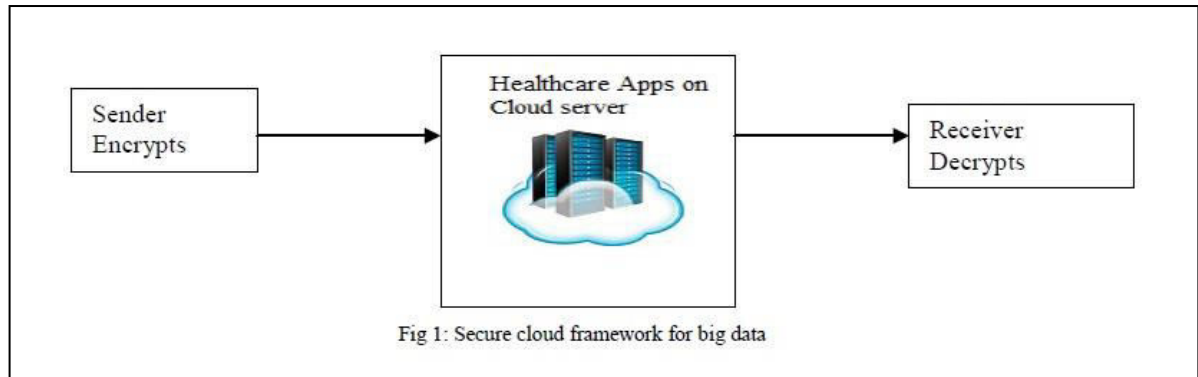 Sender
Encrypts
Healthcare Apps on
Cloud server
Receiver
Decrypts
Fig 1: Secure cloud framework for big data